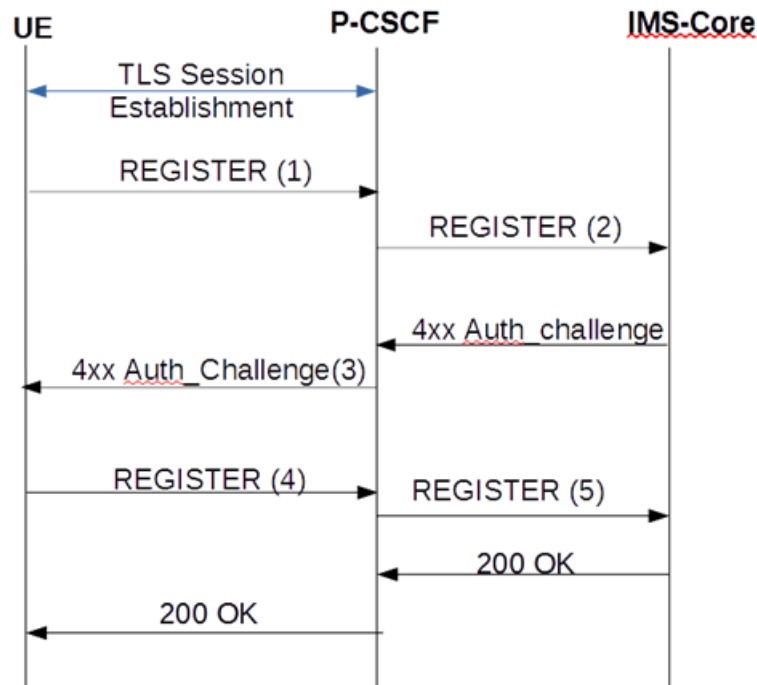 UE
P-CSCF
IMS-Core
TLS Session
Establishment
REGISTER (1)
REGISTER (2)
4xx Auth_challenge
4xx Auth_Challenge(3)
REGISTER (4)
REGISTER (5)
200 OK
200 OK